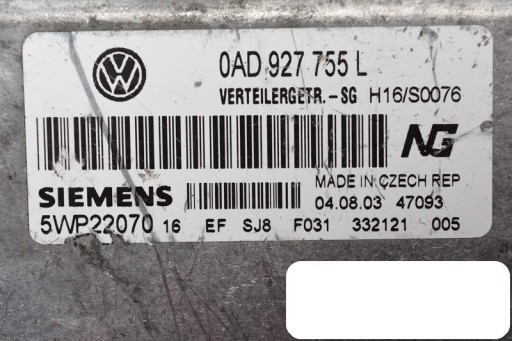 0AD 927 755 L
VERTEILERGETR.-SG H16/S0076
NG
SIEMENS
MADE IN CZECH REP
04.08.03 47093
5WP22070 16 EF SJ8 F031 332121 005